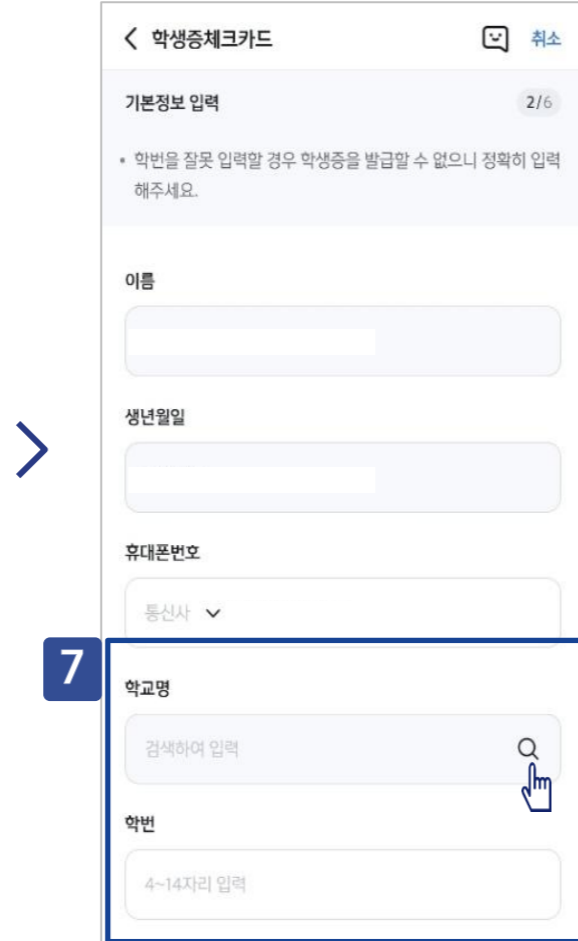 학생증체크카드
취소
기본정보 입력
2/6
• 학번을 잘못 입력할 경우 학생증을 발급할 수 없으니 정확히 입력
해주세요.
이름
생년월일
휴대폰번호
통신사
7
학교명
검색하여 입력
학번
4~14자리 입력